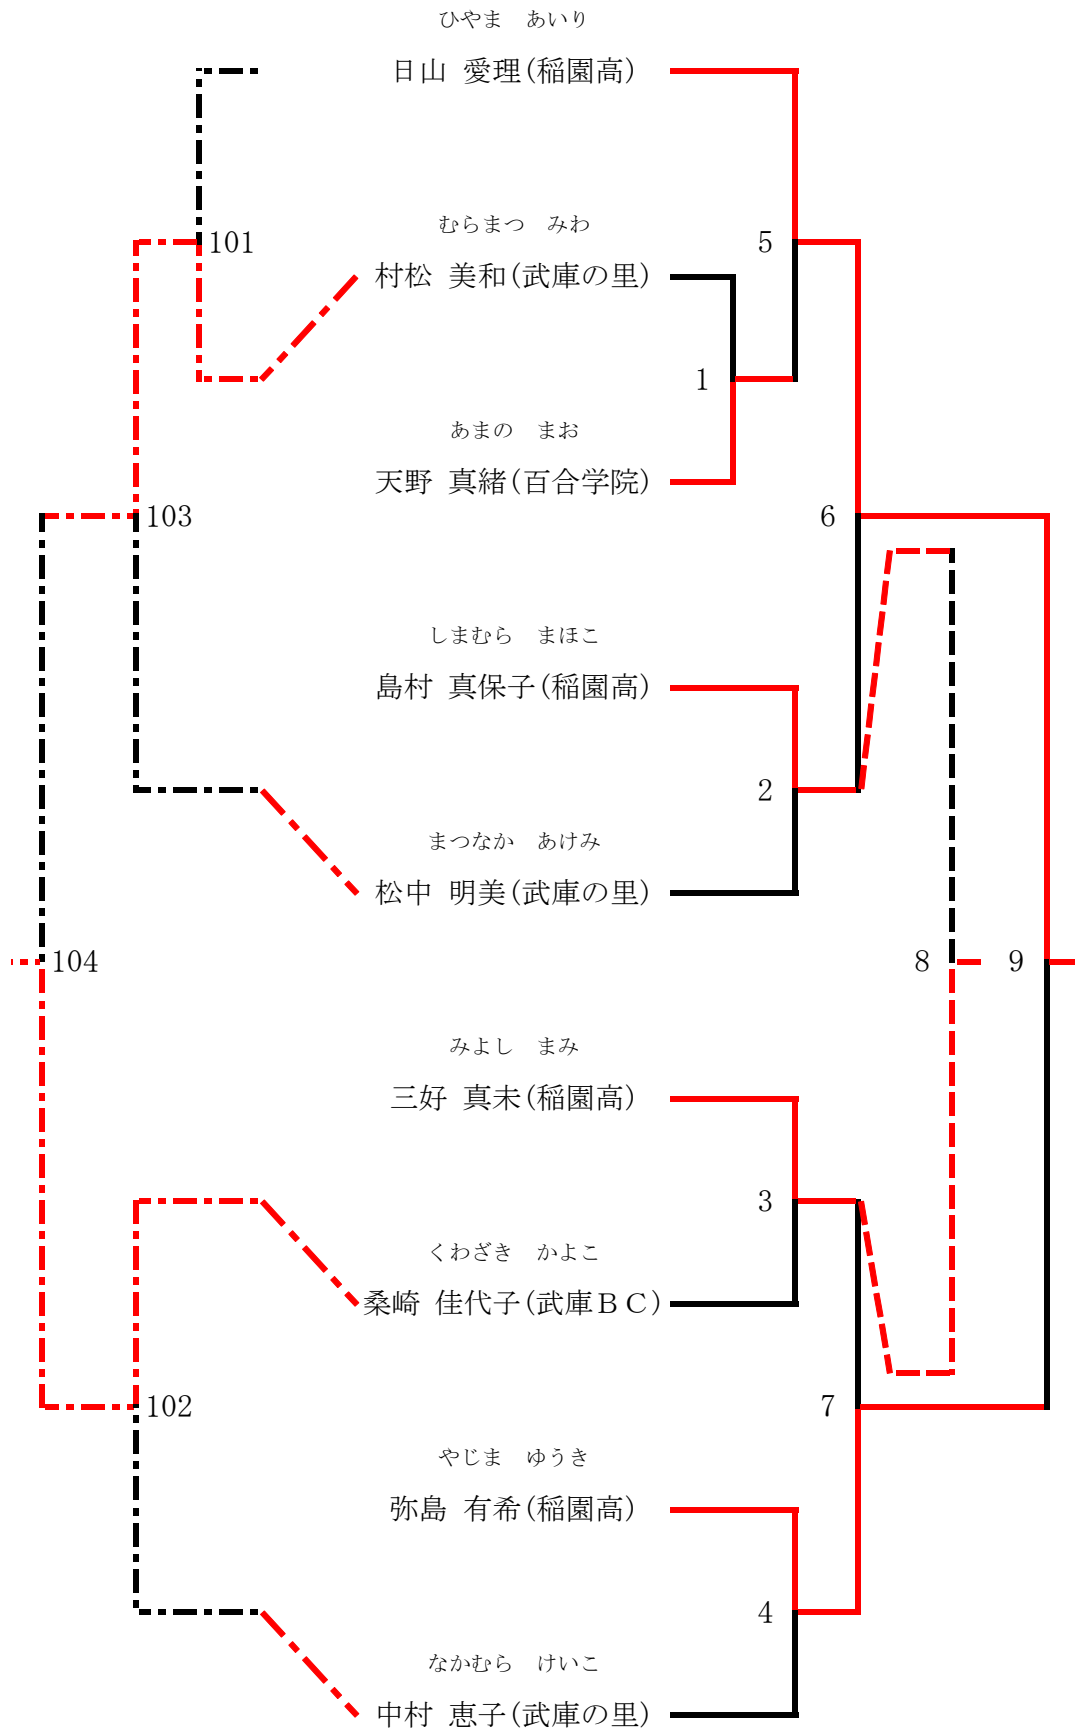 ひやま　あいり
日山 愛理(稲園高)
むらまつ　みわ
101
5
村松 美和(武庫の里)
1
あまの　まお
天野 真緒(百合学院)
103
6
しまむら　まほこ
島村 真保子(稲園高)
2
まつなか　あけみ
松中 明美(武庫の里)
104
8
9
みよし　まみ
三好 真未(稲園高)
3
くわざき　かよこ
桑崎 佳代子(武庫ＢＣ)
102
7
やじま　ゆうき
弥島 有希(稲園高)
4
なかむら　けいこ
中村 恵子(武庫の里)